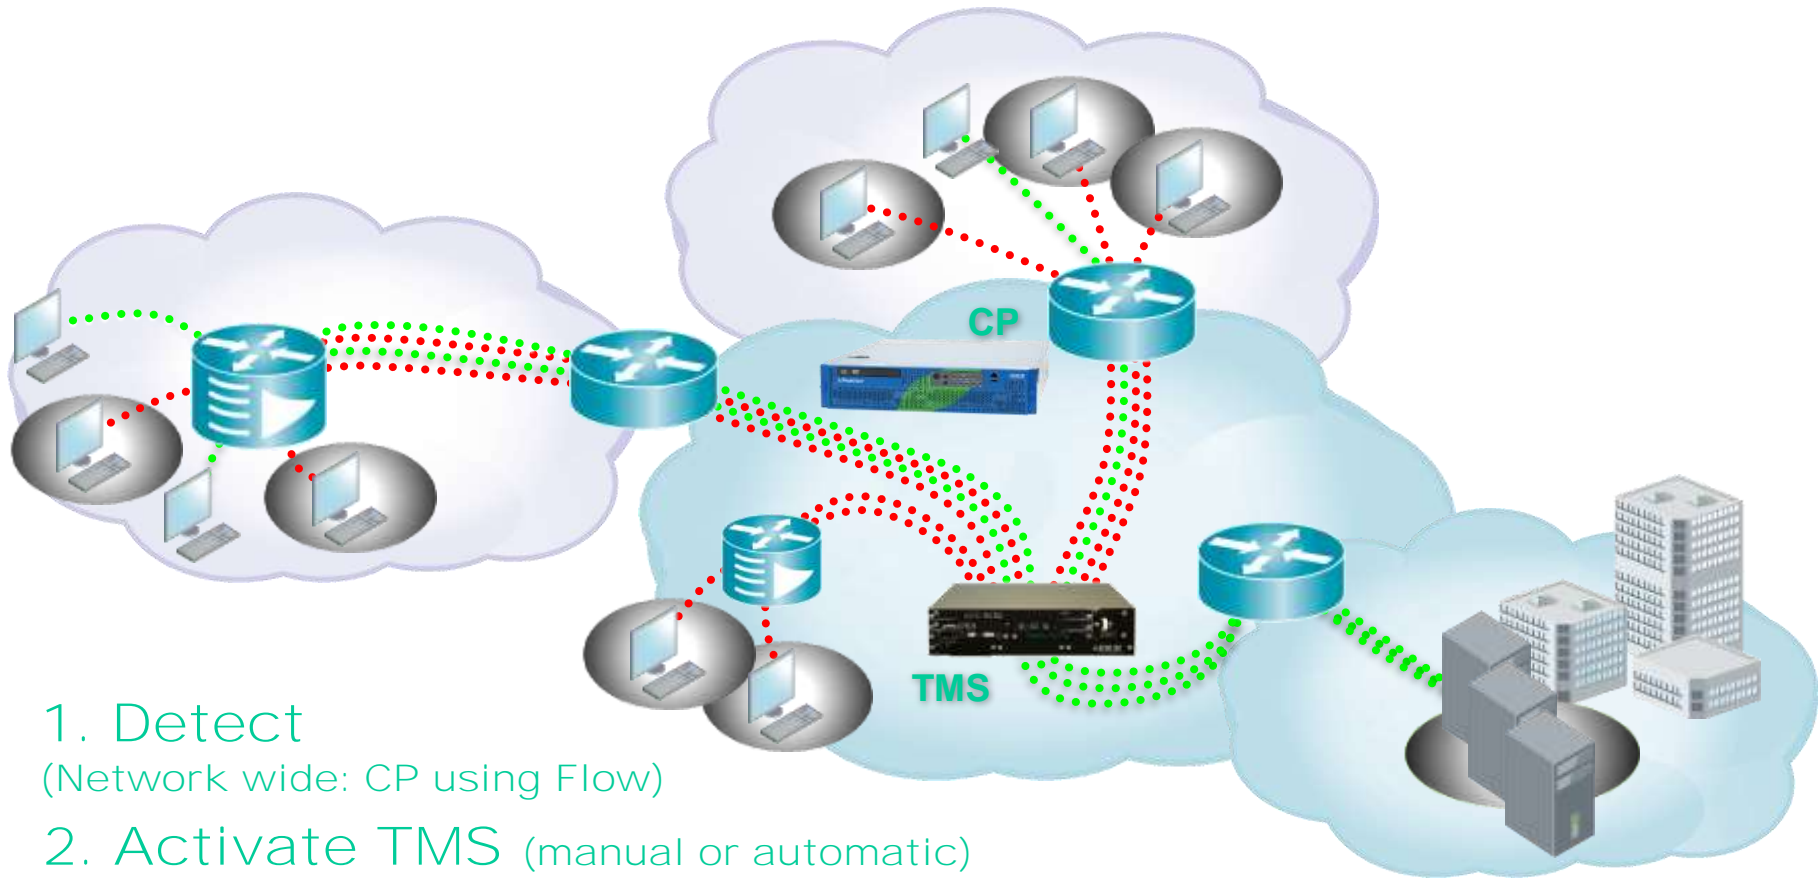 CP
TMS
1. Detect
(Network wide: CP using Flow)
2. Activate TMS (manual or automatic)